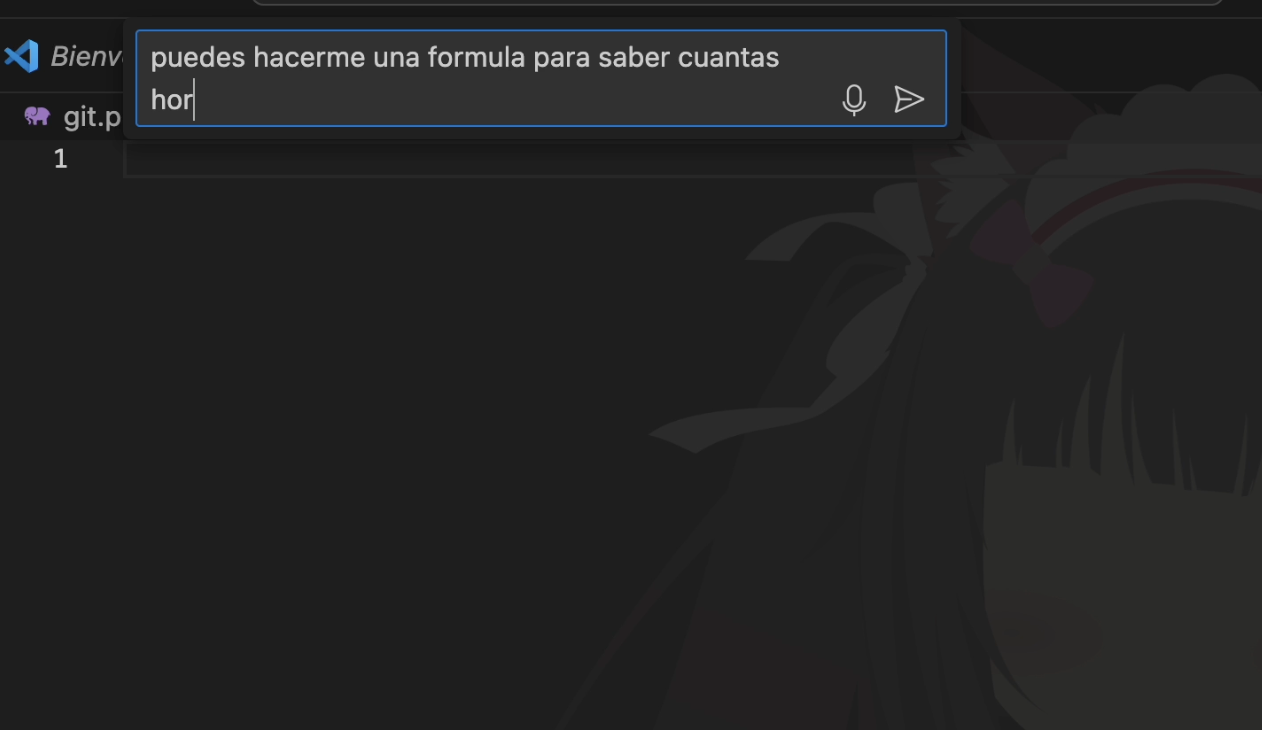 Bienv
puedes hacerme una formula para saber cuantas
hor
git.p
1